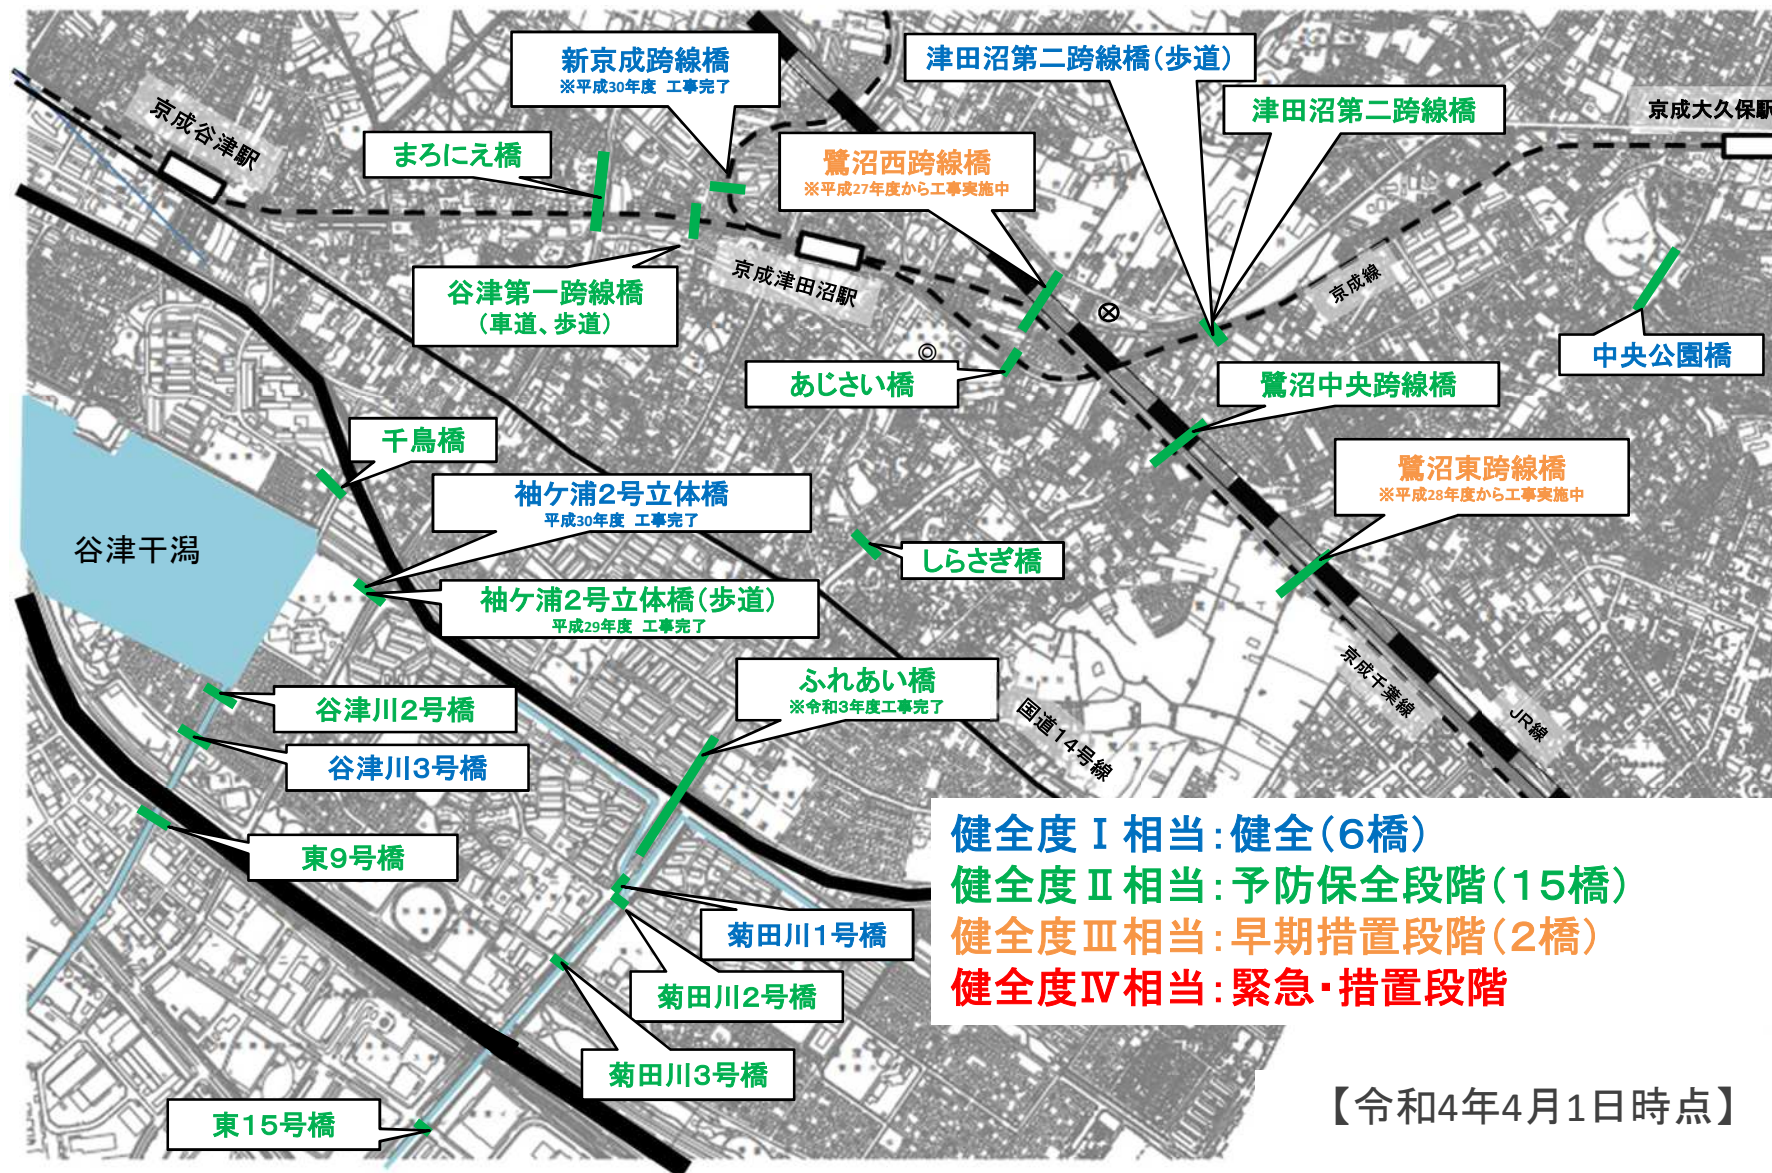 新京成跨線橋
※平成30年度 工事完了
津田沼第二跨線橋(歩道)
津田沼第二跨線橋
京成大久保駅
京成谷津駅
まろにえ橋
鷺沼西跨線橋
※平成27年度から工事実施中
谷津第一跨線橋
(車道、歩道)
京成津田沼駅
京成線
中央公園橋
あじさい橋
鷺沼中央跨線橋
千鳥橋
鷺沼東跨線橋
※平成28年度から工事実施中
袖ケ浦2号立体橋
平成30年度 工事完了
谷津干潟
しらさぎ橋
袖ケ浦2号立体橋(歩道)
平成29年度 工事完了
ふれあい橋
※令和3年度工事完了
谷津川2号橋
国道14号線
京成千葉線
JR線
谷津川3号橋
東9号橋
菊田川1号橋
菊田川2号橋
菊田川3号橋
東15号橋
健全度Ⅰ相当:健全(6橋)
健全度Ⅱ相当:予防保全段階(15橋)
健全度Ⅲ相当:早期措置段階(2橋)
健全度Ⅳ相当:緊急・措置段階
【令和4年4月1日時点】